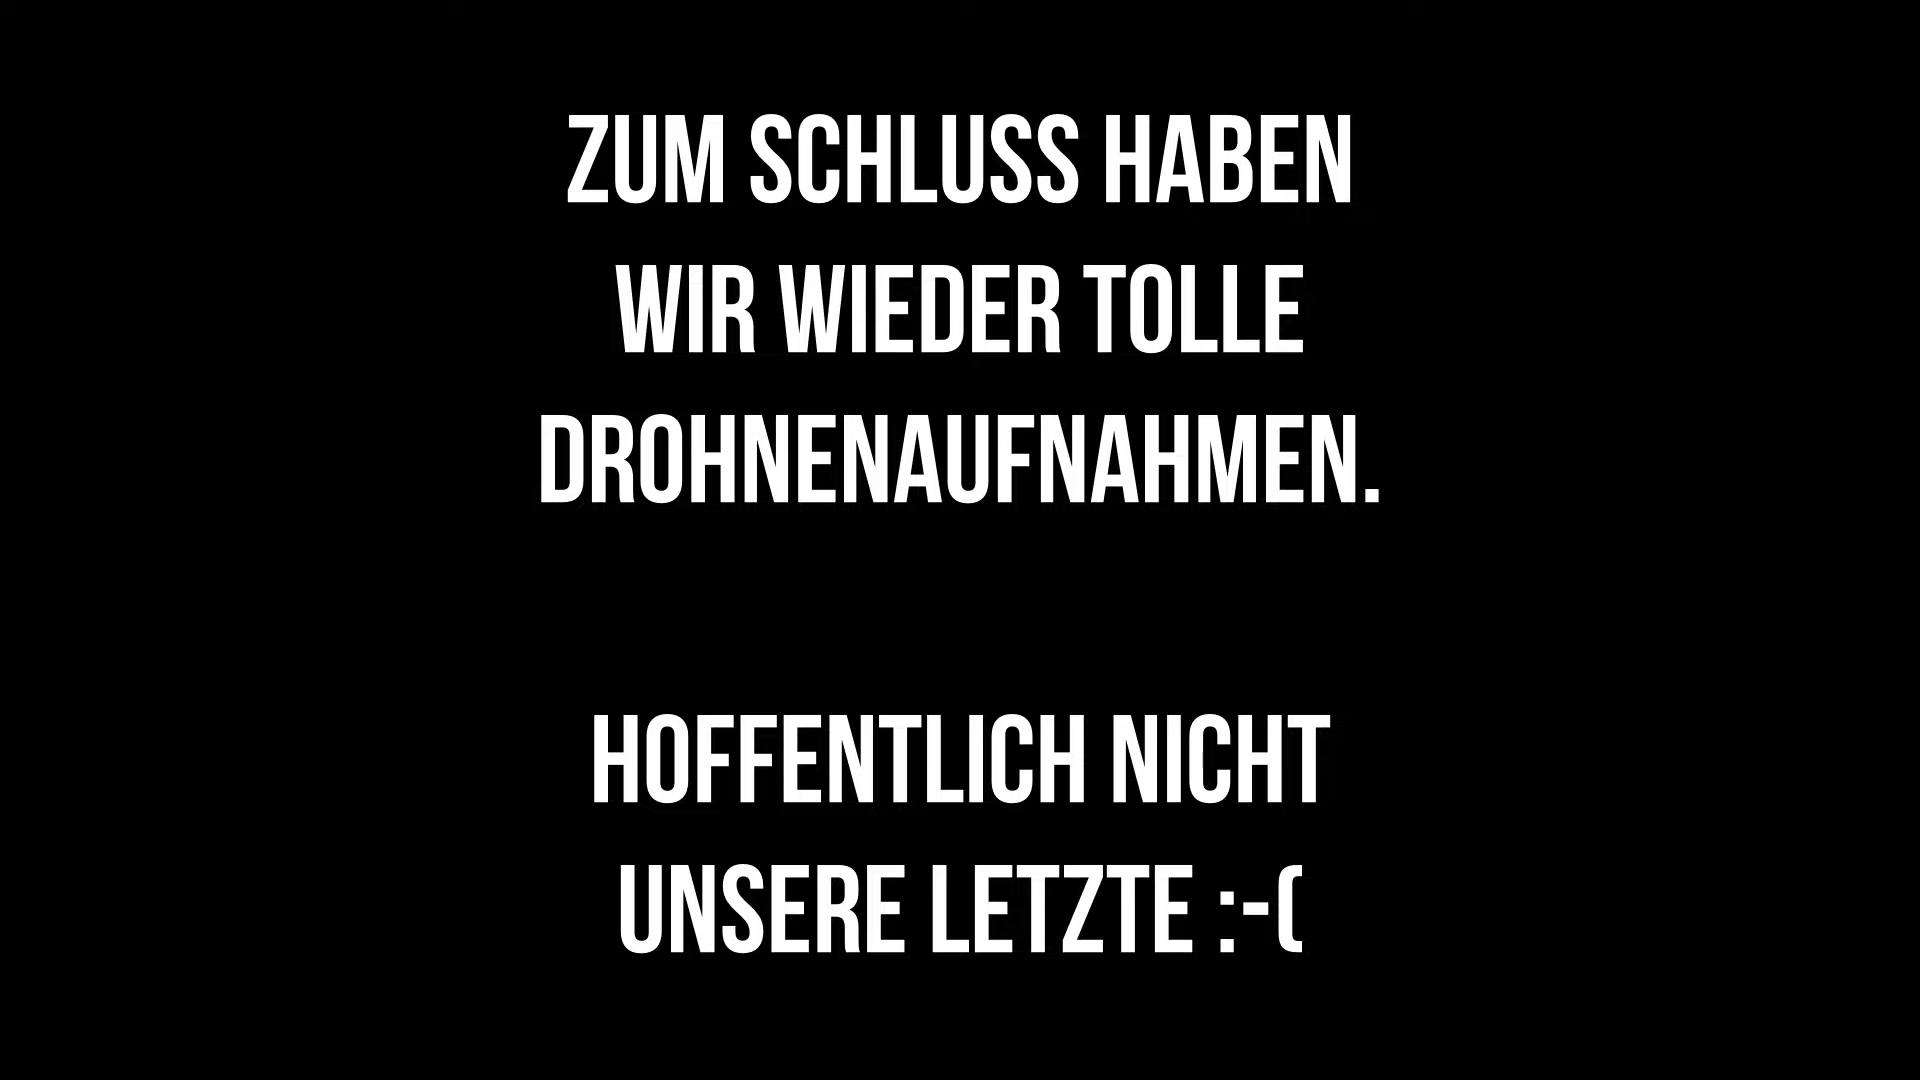 ZUM SCHLUSS HABEN
WIR WIEDER TOLLE
DROHNENAUFNAHMEN.
HOFFENTLICH NICHT
UNSERE LETZTE :-(